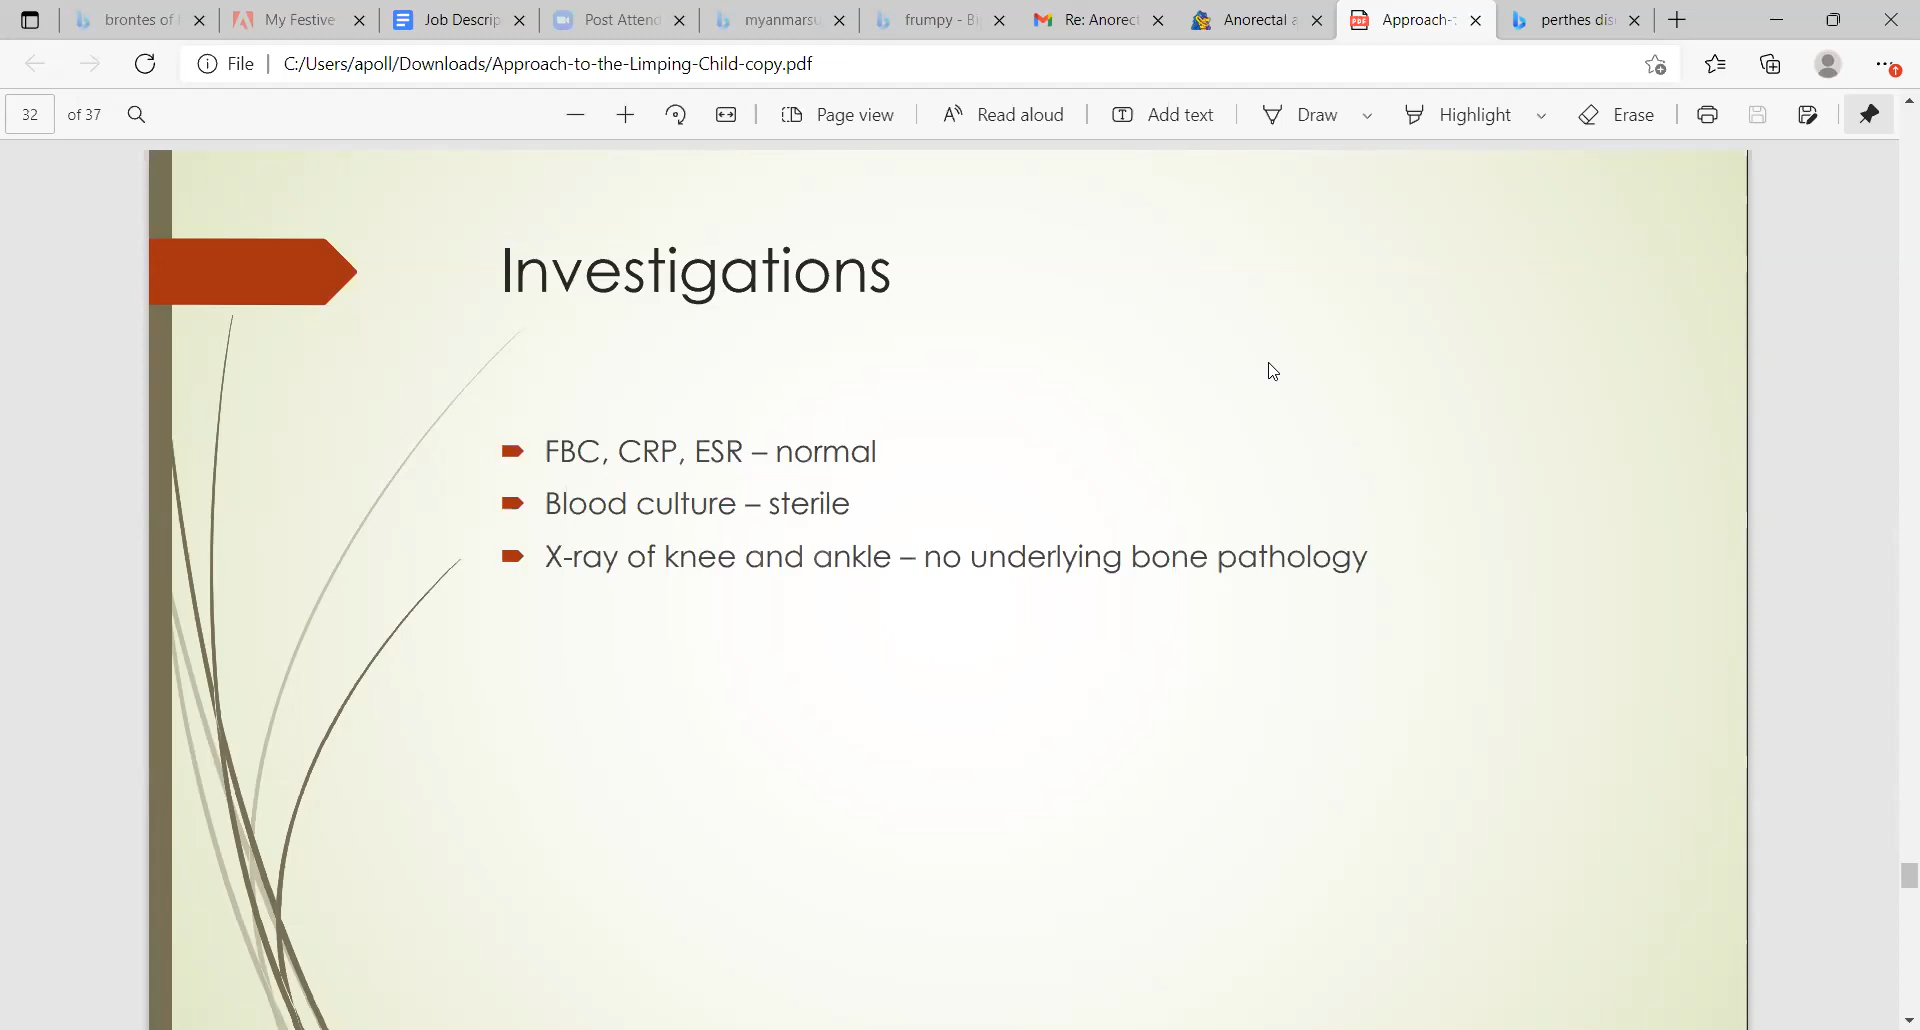 brontes of
My Festive
Job Descrip
Post Attend
myanmarsu
frumpy - Bi
Re: Anorect
Anorectal a
PDF
Approach-t
perthes dis
File
C:/Users/apoll/Downloads/Approach-to-the-Limping-Child-copy.pdf
32 of 37
Page view
Read aloud
Add text
Draw
Highlight
Erase
Investigations
FBC, CRP, ESR – normal
Blood culture – sterile
X-ray of knee and ankle – no underlying bone pathology